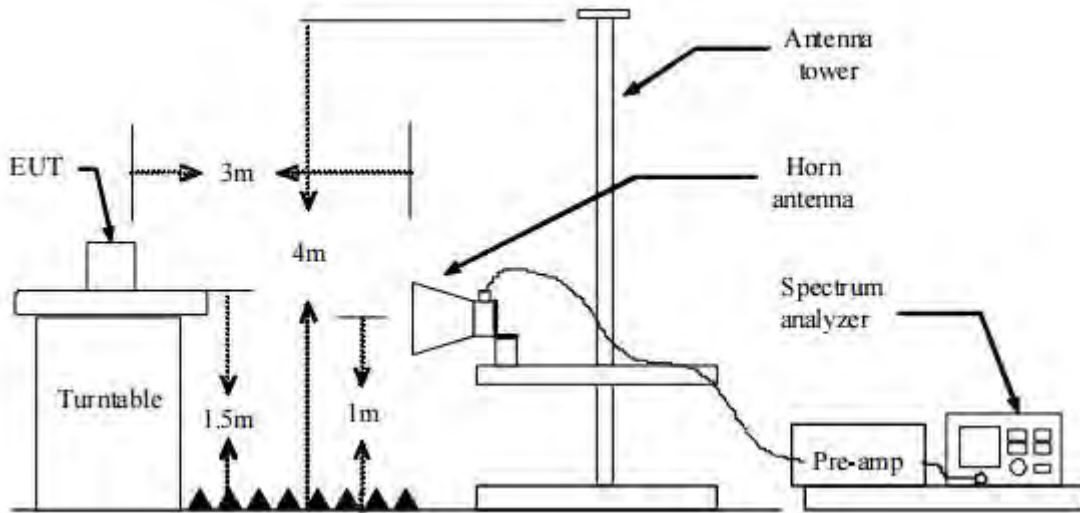 Antenna
tower
EUT
3m
Horn
antenna
4m
Spectrum
analyzer
Turntable
1.5m
1m
Pre-amp